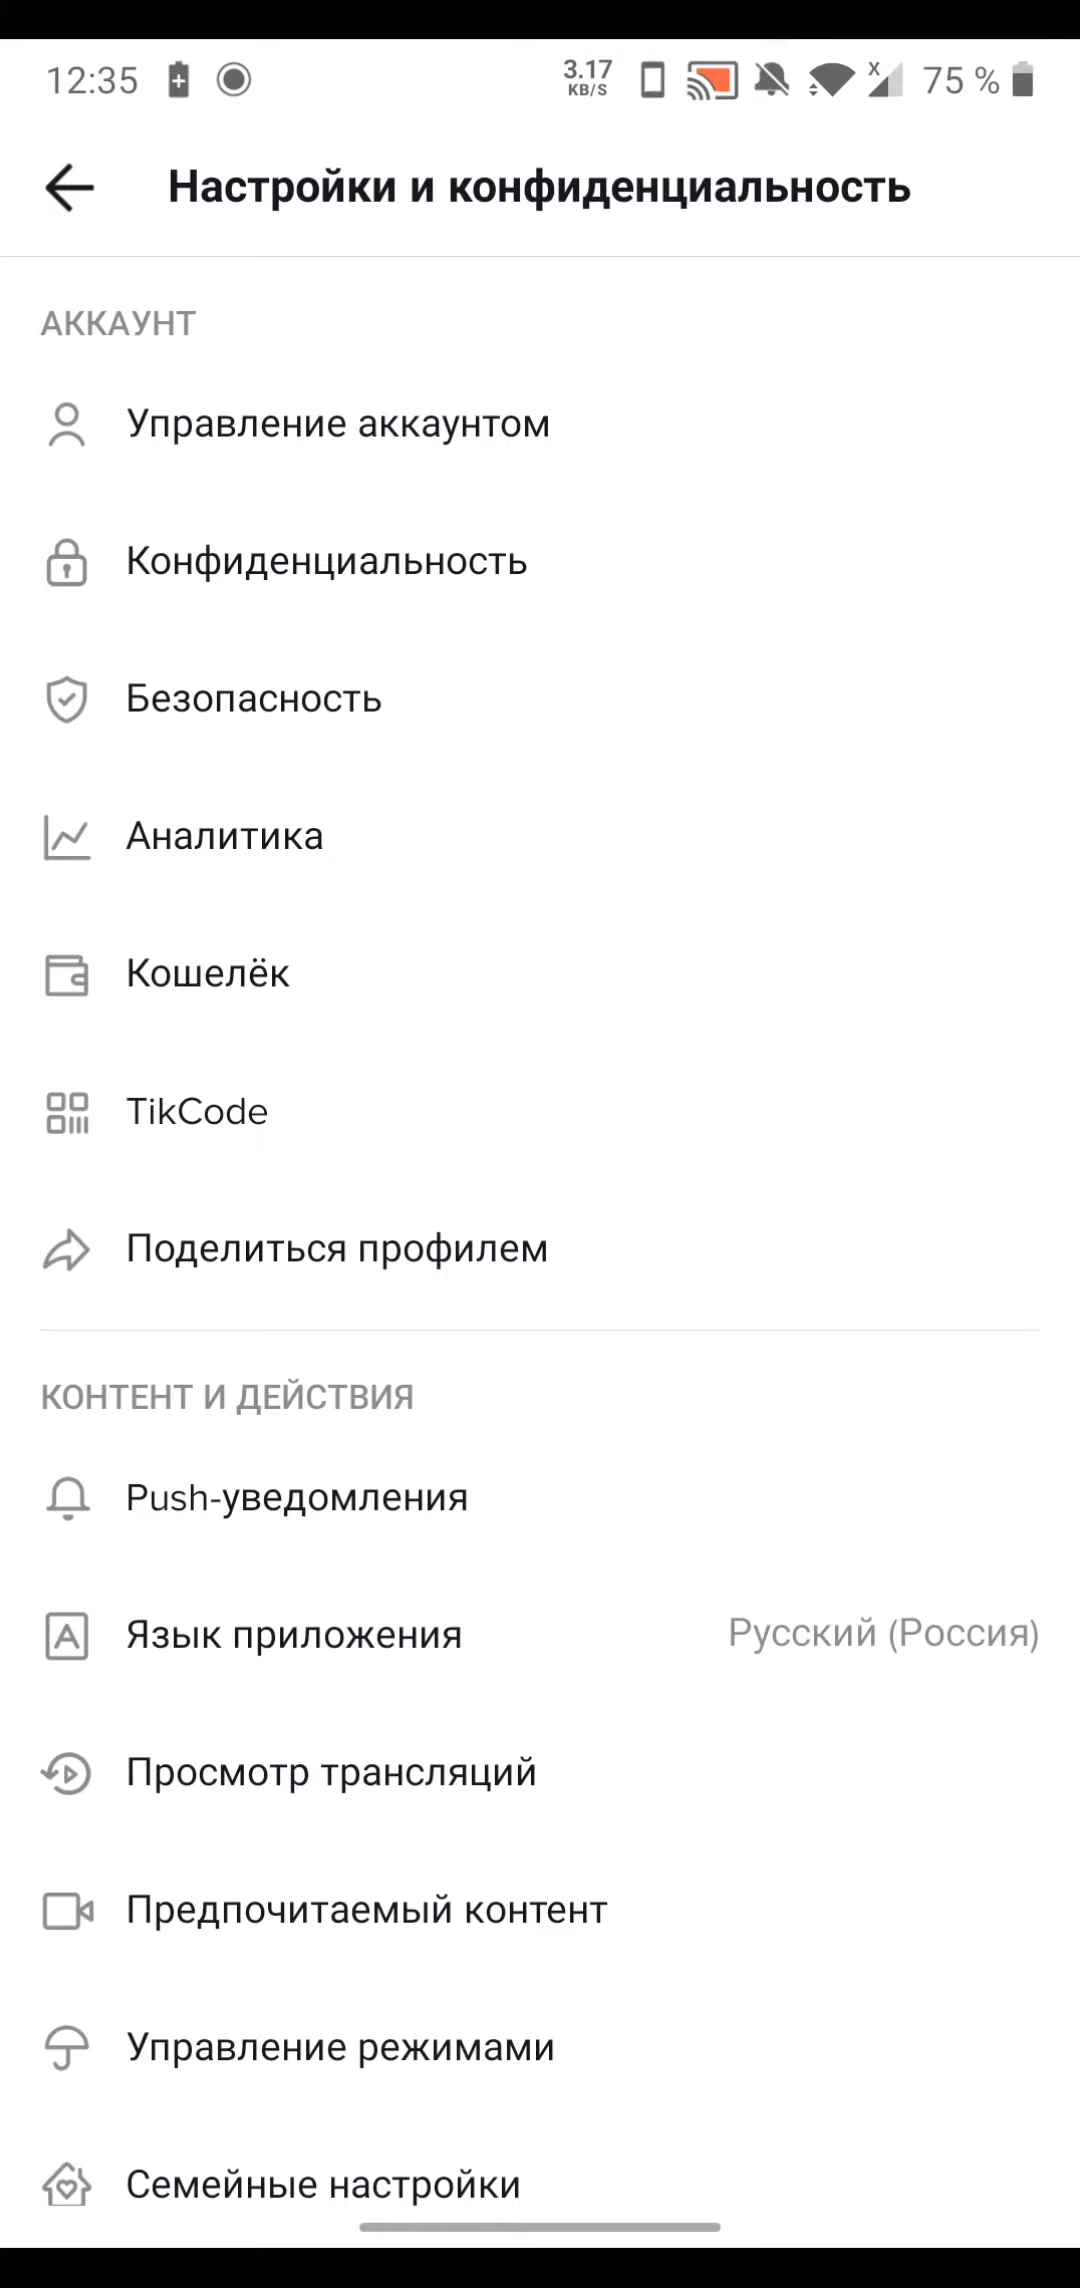 12:35
3.17
KB/S
X
75 %
Настройки и конфиденциальность
АККАУНТ
Управление аккаунтом
Конфиденциальность
Безопасность
Аналитика
Кошелёк
TikCode
Поделиться профилем
КОНТЕНТ И ДЕЙСТВИЯ
Push-уведомления
A
Язык приложения
Русский (Россия)
Просмотр трансляций
Предпочитаемый контент
Управление режимами
Семейные настройки